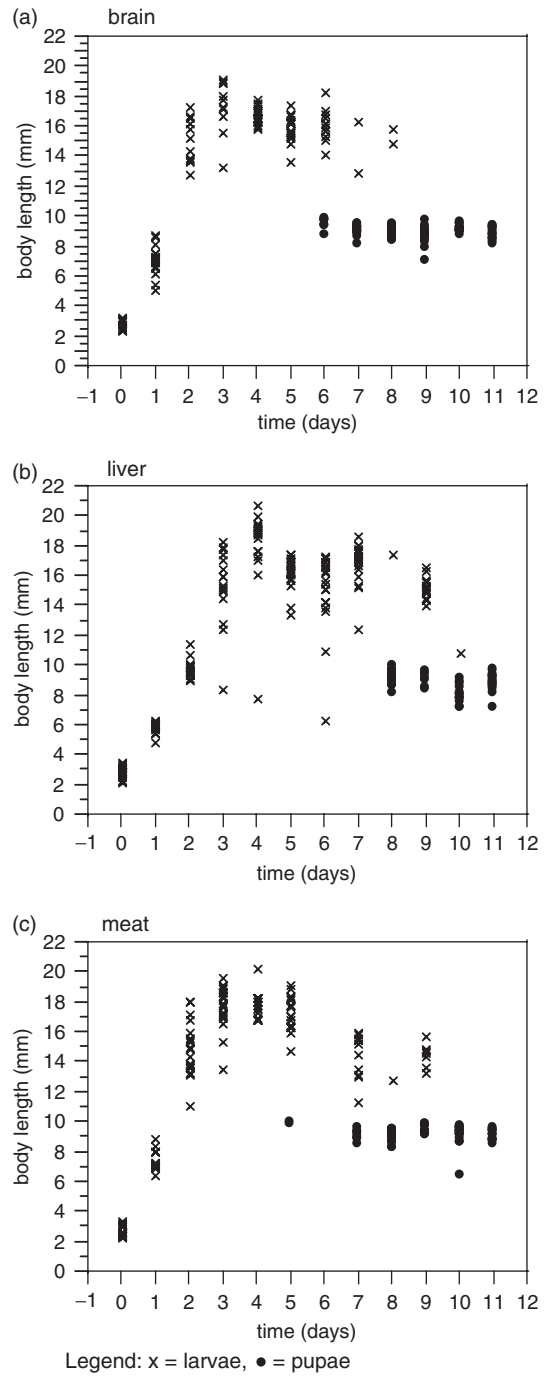 (a) brain
22
20
18
16
14
12
10
8
6
4
2
0
body length (mm)
−1 0 1 2 3 4 5 6 7 8 9 10 11 12
time (days)
(b) liver
22
20
18
16
14
12
10
8
6
4
2
0
body length (mm)
−1 0 1 2 3 4 5 6 7 8 9 10 11 12
time (days)
(c) meat
22
20
18
16
14
12
10
8
6
4
2
0
body length (mm)
−1 0 1 2 3 4 5 6 7 8 9 10 11 12
time (days)
Legend: x = larvae, ● = pupae